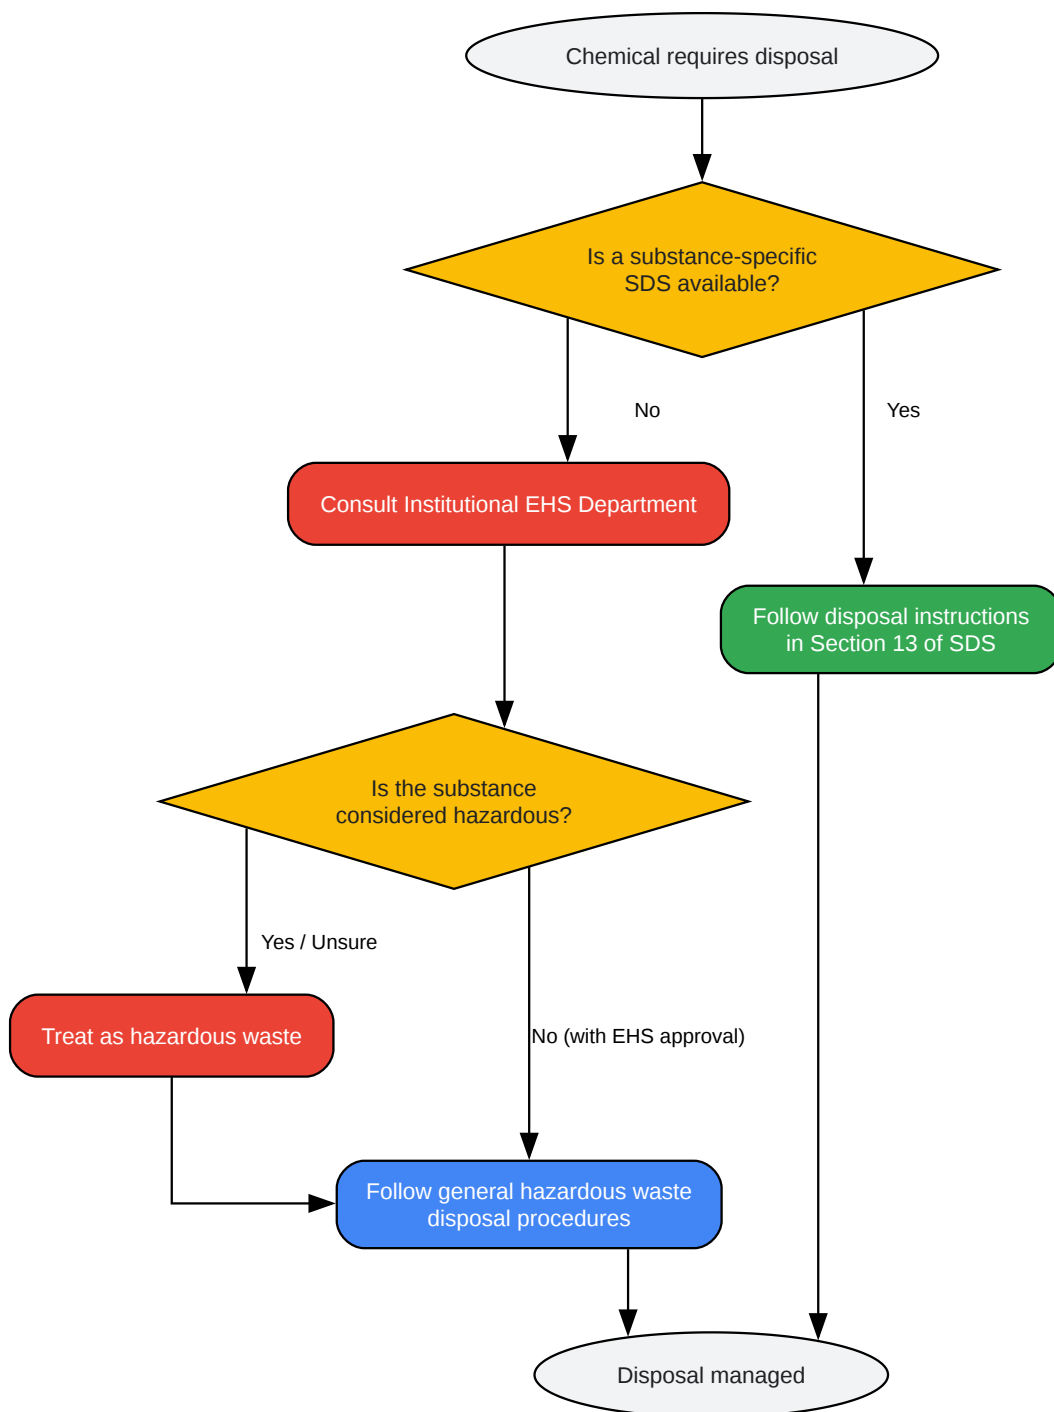 Chemical requires disposal
Is a substance-specific
SDS available?
No
Yes
Consult Institutional EHS Department
Follow disposal instructions
in Section 13 of SDS
Is the substance
considered hazardous?
Yes / Unsure
Treat as hazardous waste
No (with EHS approval)
Follow general hazardous waste
disposal procedures
Disposal managed